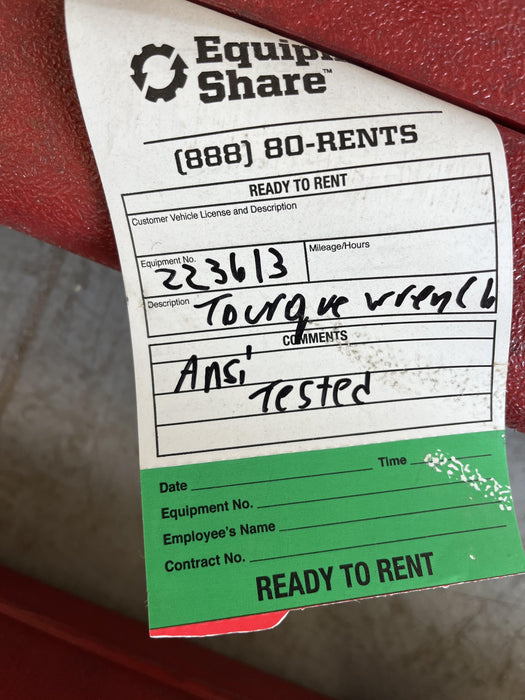 Equipm
Share™
(888) 80-RENTS
READY TO RENT
Customer Vehicle License and Description
Equipment No. 223613
Mileage/Hours
Description Tourque wrench
COMMENTS
Ansi
Tested
Date Time
Equipment No.
Employee's Name
Contract No.
READY TO RENT